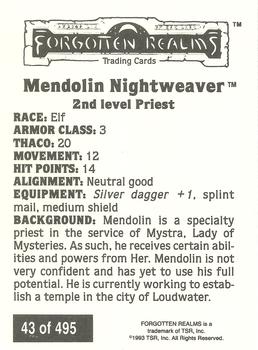 FORGOTTEN REALMS™
Trading Cards
Mendolin Nightweaver™
2nd level Priest
RACE: Elf
ARMOR CLASS: 3
THACO: 20
MOVEMENT: 12
HIT POINTS: 14
ALIGNMENT: Neutral good
EQUIPMENT: Silver dagger +1, splint
mail, medium shield
BACKGROUND: Mendolin is a specialty
priest in the service of Mystra, Lady of
Mysteries. As such, he receives certain abil-
ities and powers from Her. Mendolin is not
very confident and has yet to use his full
potential. He is currently working to estab-
lish a temple in the city of Loudwater.
43 of 495
FORGOTTEN REALMS is a
trademark of TSR, Inc.
©1993 TSR, Inc. All Rights Reserved.